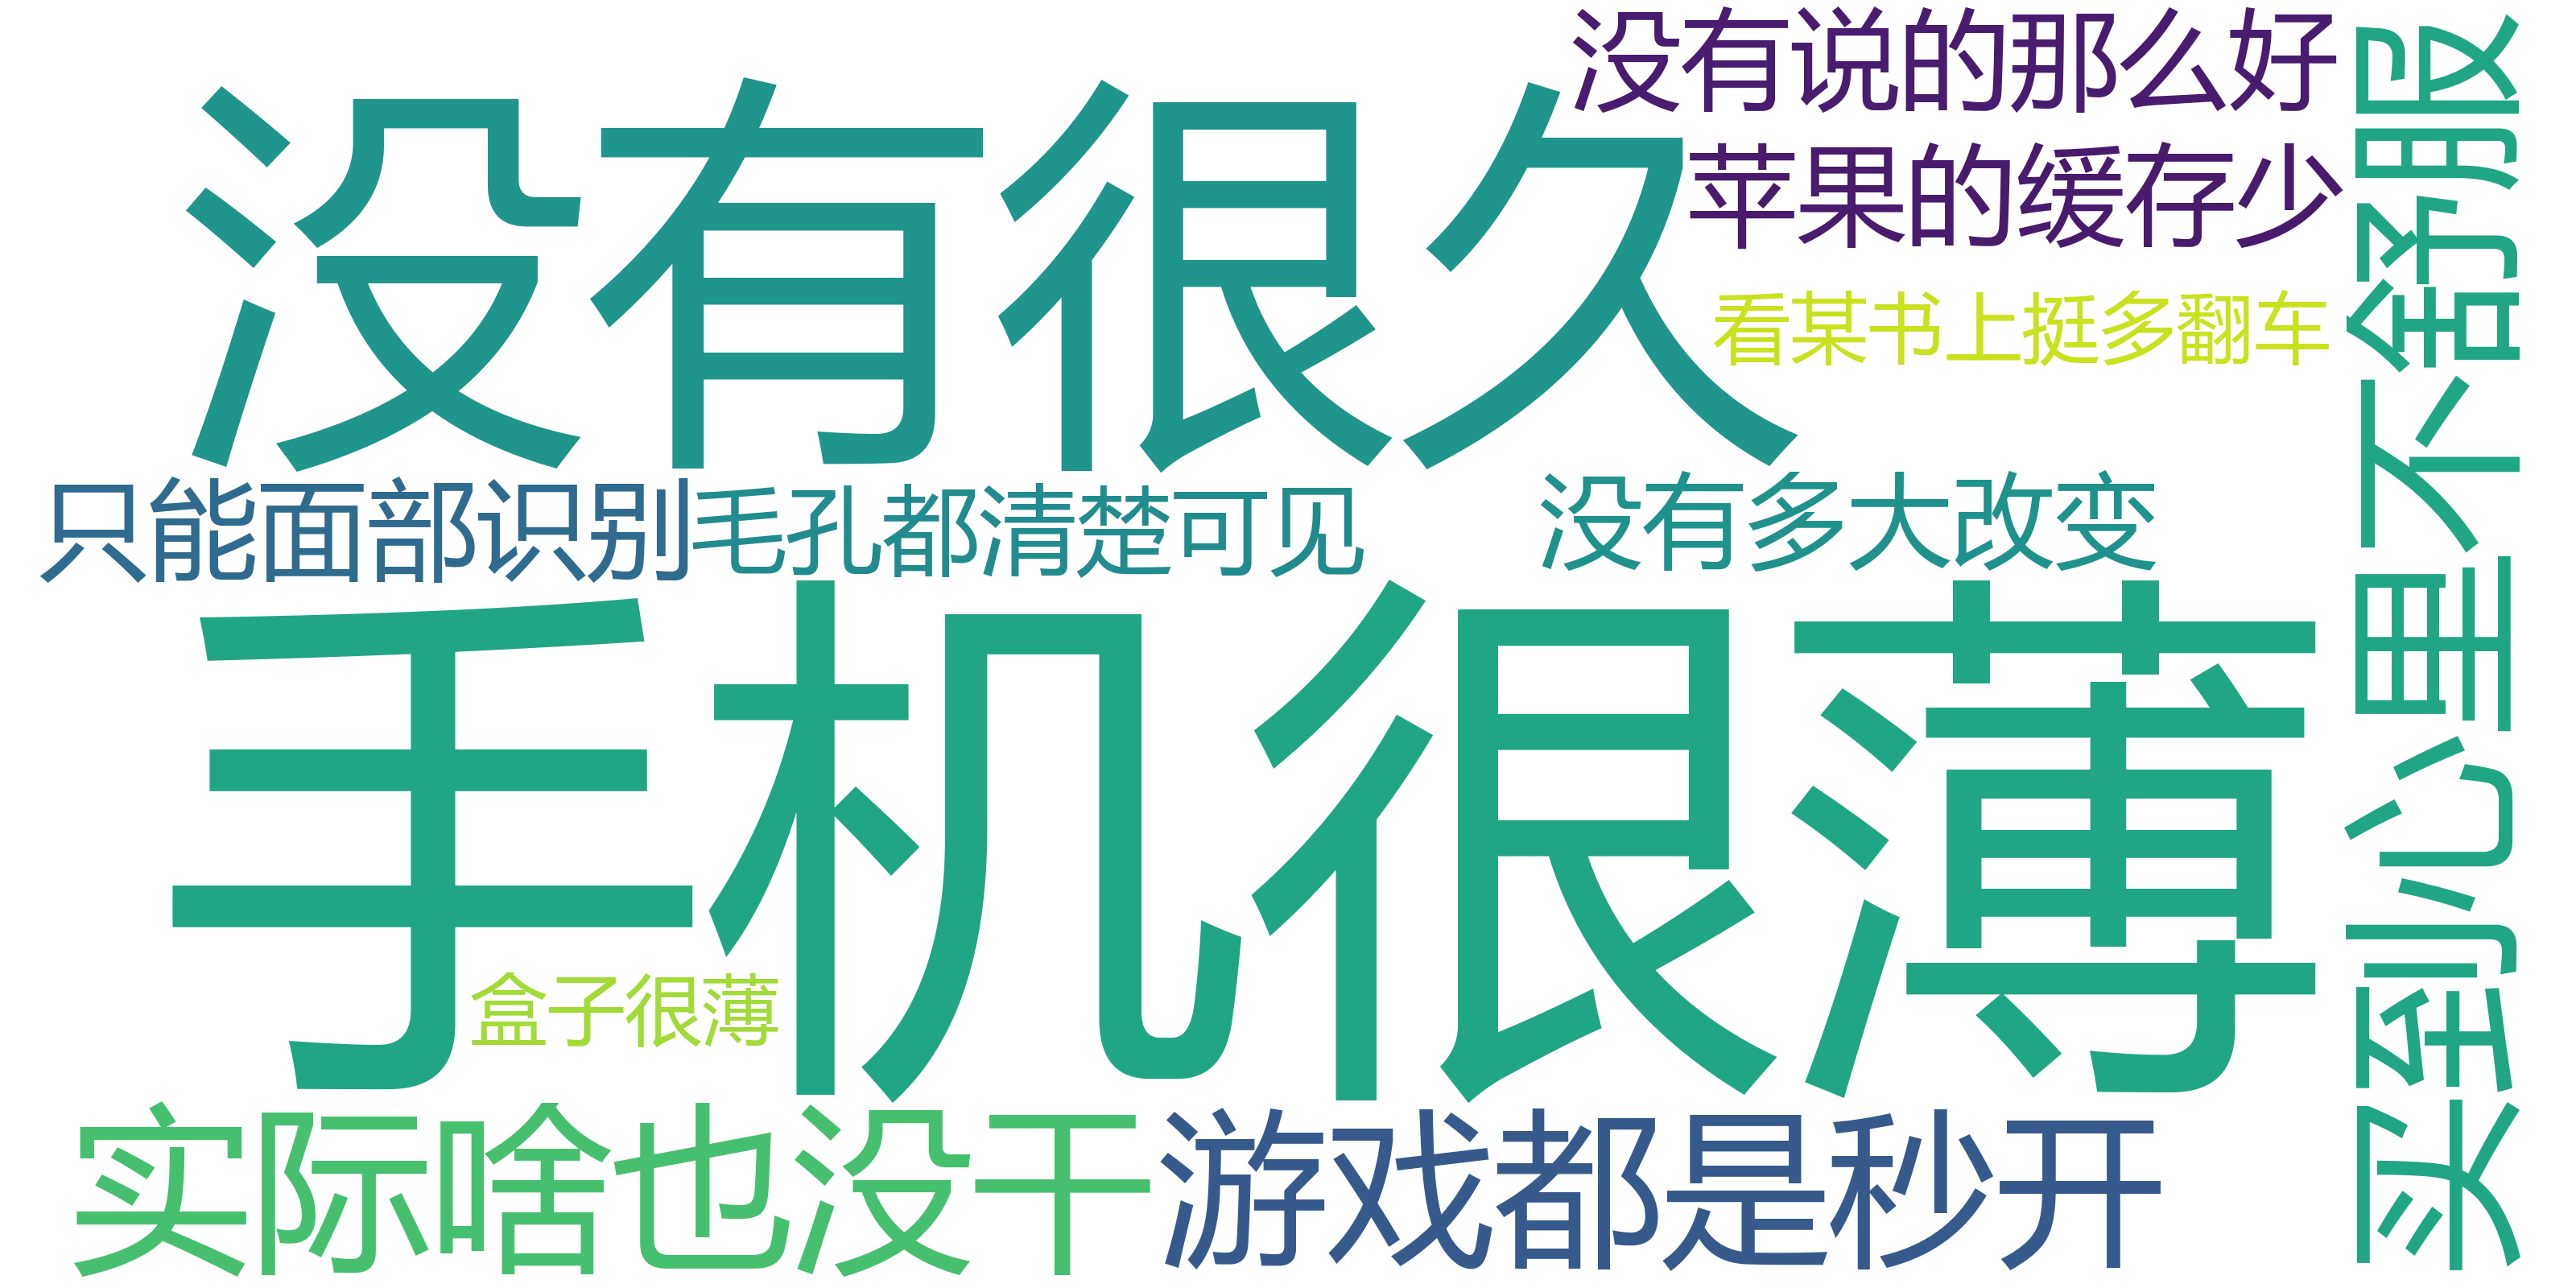 没有说的那么好
没有很久
苹果的缓存少
看某书上挺多翻车
只能面部识别
毛孔都清楚可见
没有多大改变
手机很薄
盒子很薄
实际啥也没干
游戏都是秒开
买到心里不舒服